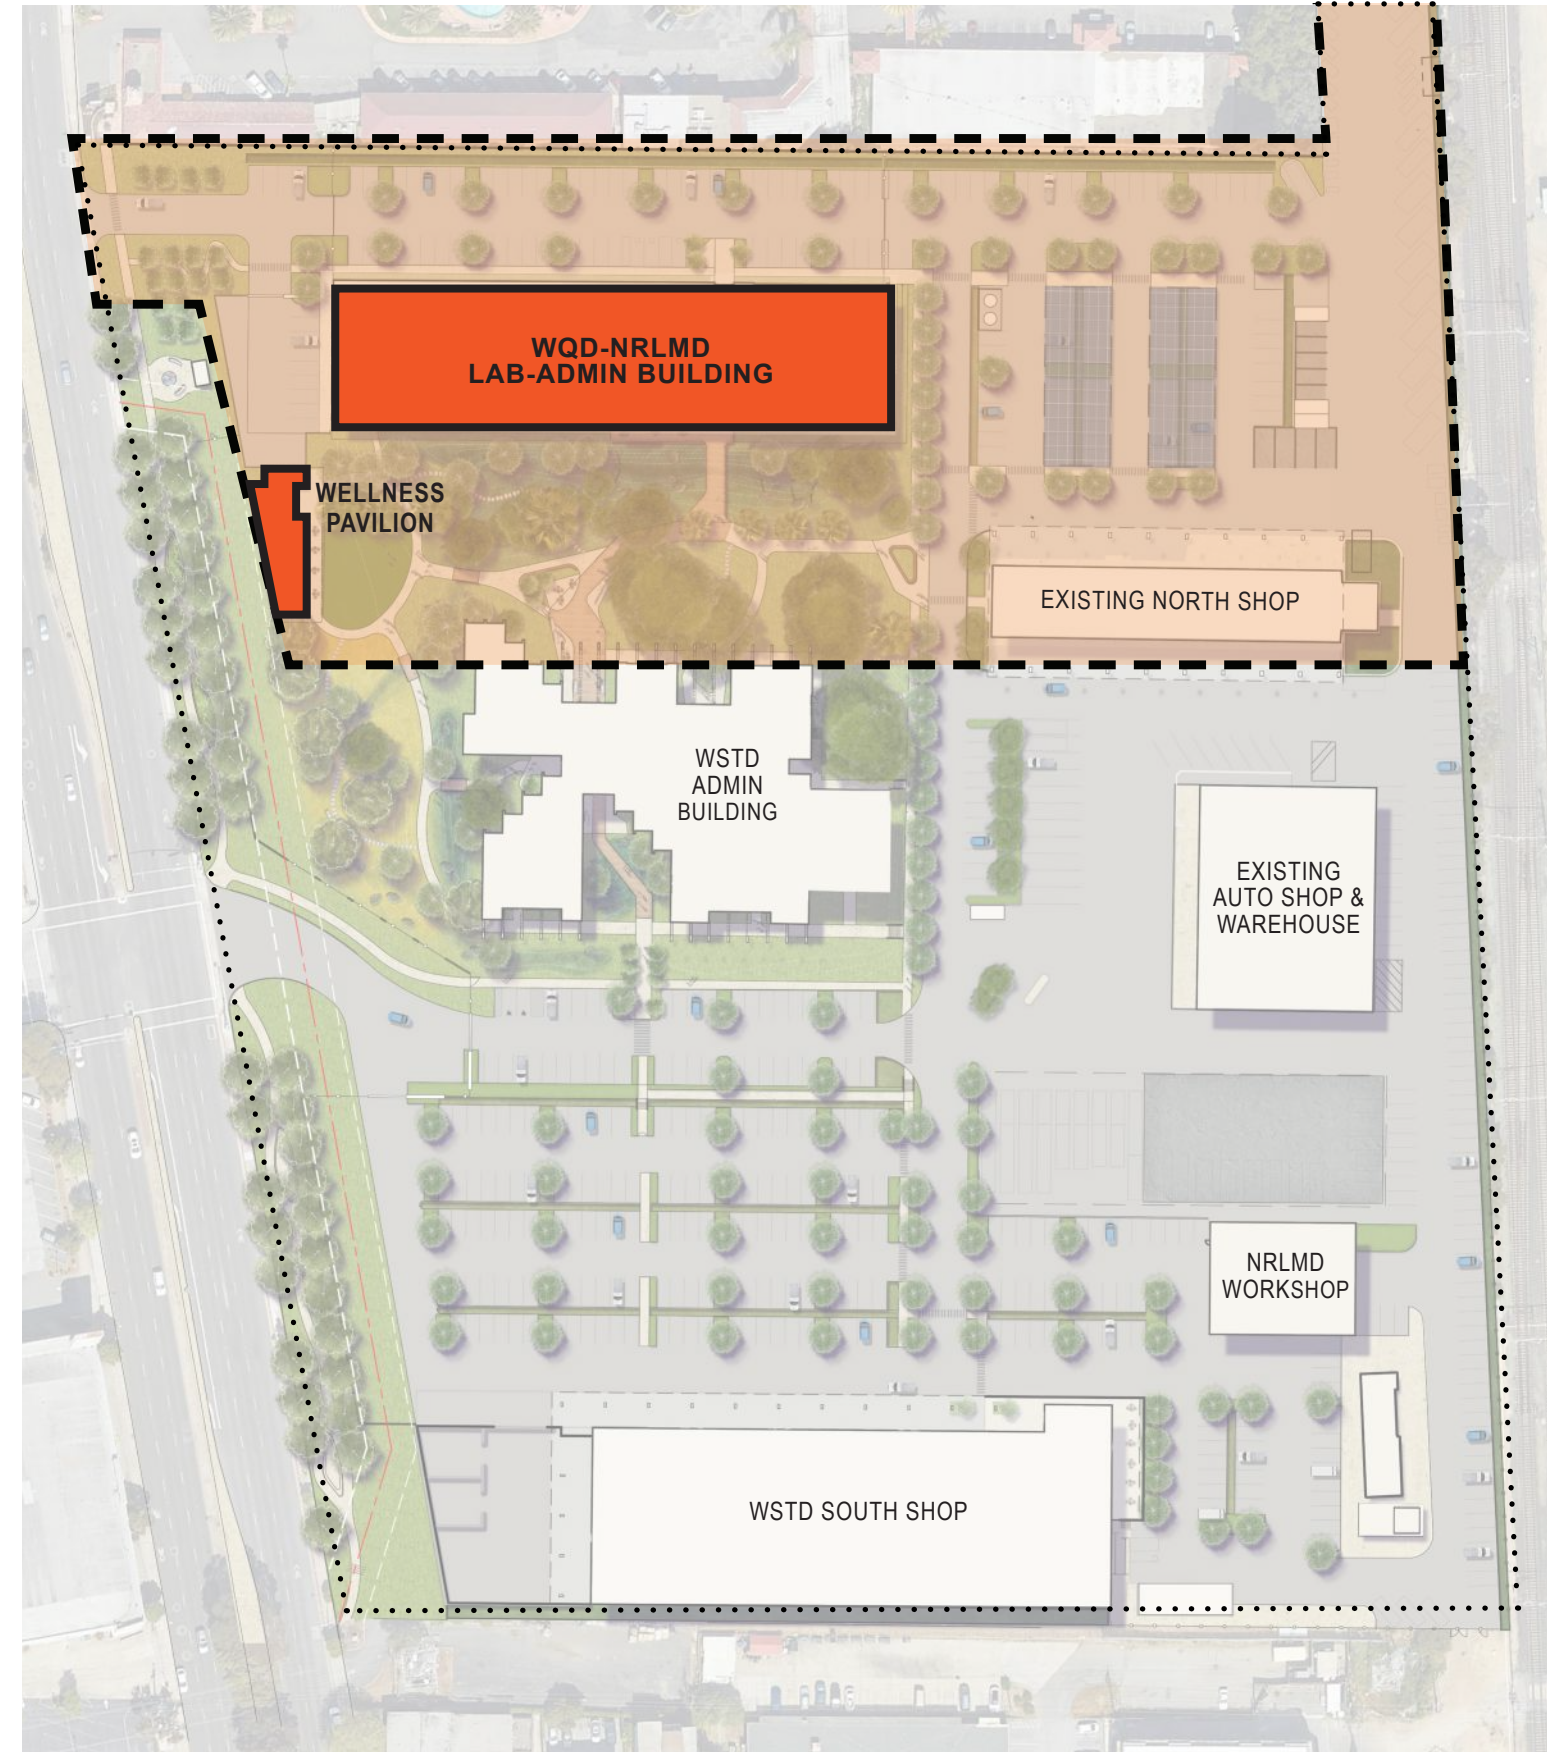 WQD-NRLMD
LAB-ADMIN BUILDING
WELLNESS
PAVILION
EXISTING NORTH SHOP
WSTD
ADMIN
BUILDING
EXISTING
AUTO SHOP &
WAREHOUSE
NRLMD
WORKSHOP
WSTD SOUTH SHOP